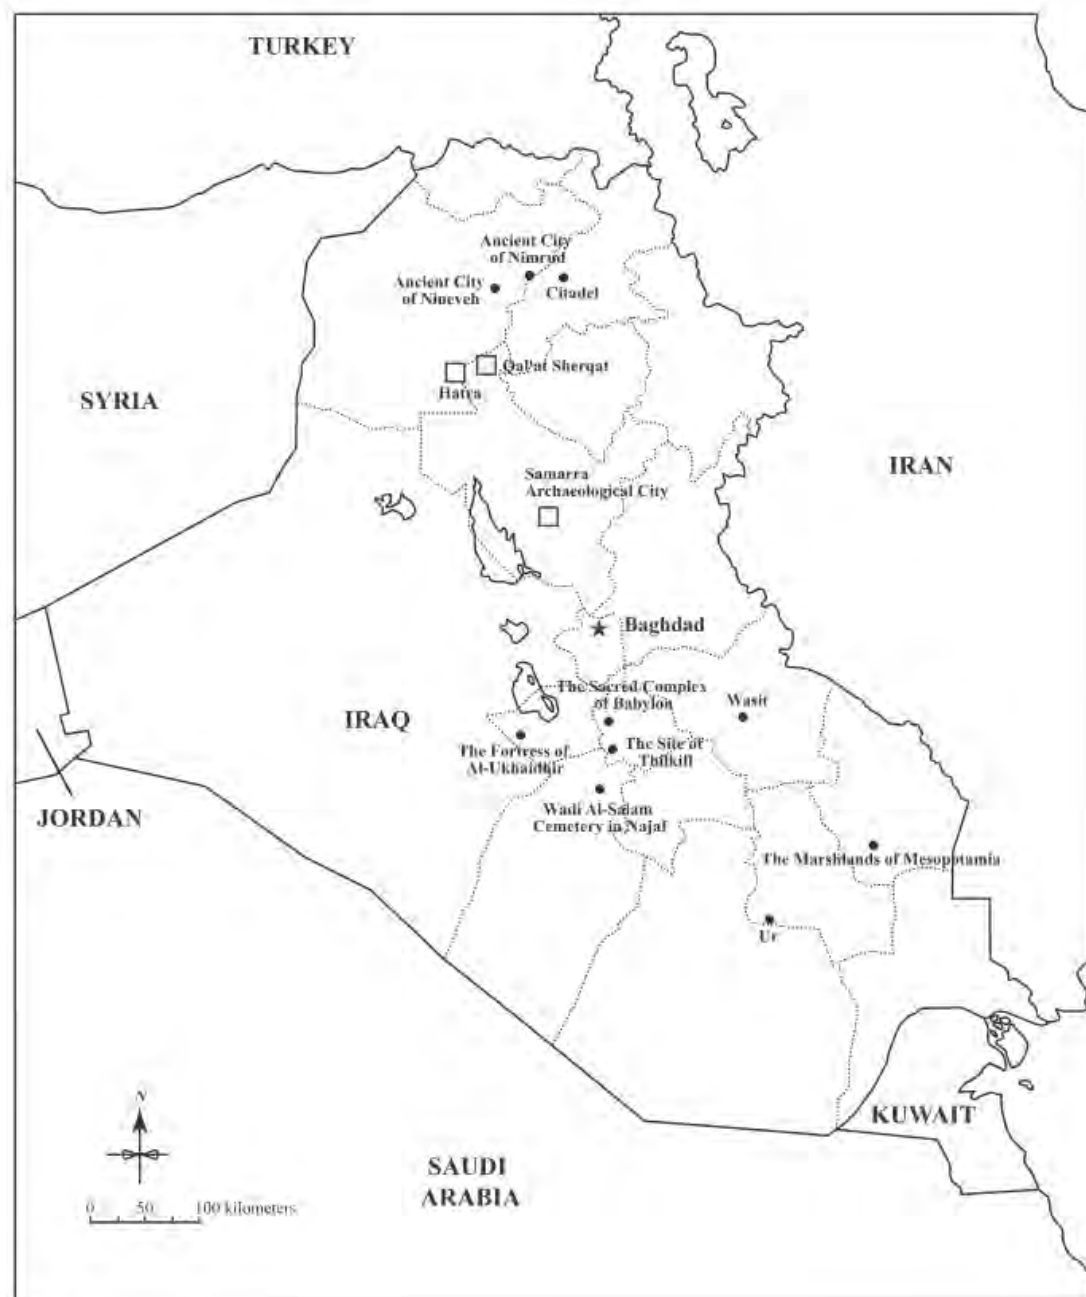 TURKEY
Ancient City
of Nimrud
Ancient City
of Nineveh
Citadel
Qal'at Sherqat
Hatra
SYRIA
IRAN
Samarra
Archaeological City
Baghdad
The Sacred Complex
of Babylon
Wasit
IRAQ
The Fortress of
Al-Ukhaidhir
The Site of
Thilkifl
JORDAN
Wadi Al-Salam
Cemetery in Najaf
The Marshlands of Mesopotamia
Ur
N
KUWAIT
SAUDI
ARABIA
0 50 100 kilometers